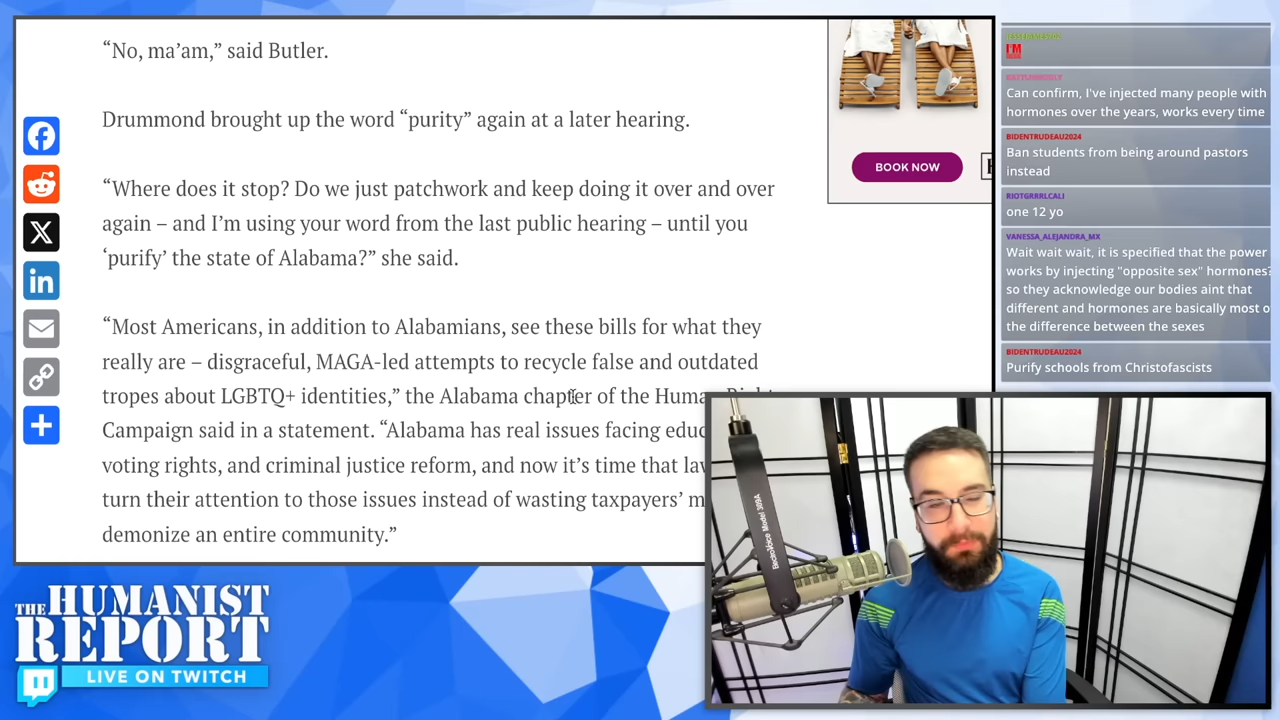 “No, ma’am,” said Butler.
Drummond brought up the word “purity” again at a later hearing.
“Where does it stop? Do we just patchwork and keep doing it over and over
again – and I’m using your word from the last public hearing – until you
‘purify’ the state of Alabama?” she said.
“Most Americans, in addition to Alabamians, see these bills for what they
really are – disgraceful, MAGA-led attempts to recycle false and outdated
tropes about LGBTQ+ identities,” the Alabama chapter of the Huma
Campaign said in a statement. “Alabama has real issues facing educ
voting rights, and criminal justice reform, and now it’s time that la
turn their attention to those issues instead of wasting taxpayers’ m
demonize an entire community.”
BOOK NOW
I'M
BATTLINBIZZLY
Can confirm, I've injected many people with
hormones over the years, works every time
BIDENTRUDEAU2024
Ban students from being around pastors
instead
RIOTGRRRLCALI
one 12 yo
VANESSA_ALEJANDRA_MX
Wait wait wait, it is specified that the power
works by injecting "opposite sex" hormones?
so they acknowledge our bodies aint that
different and hormones are basically most o
the difference between the sexes
BIDENTRUDEAU2024
Purify schools from Christofascists
ElectroVoice Model 309A
THE HUMANIST
REPORT
LIVE ON TWITCH